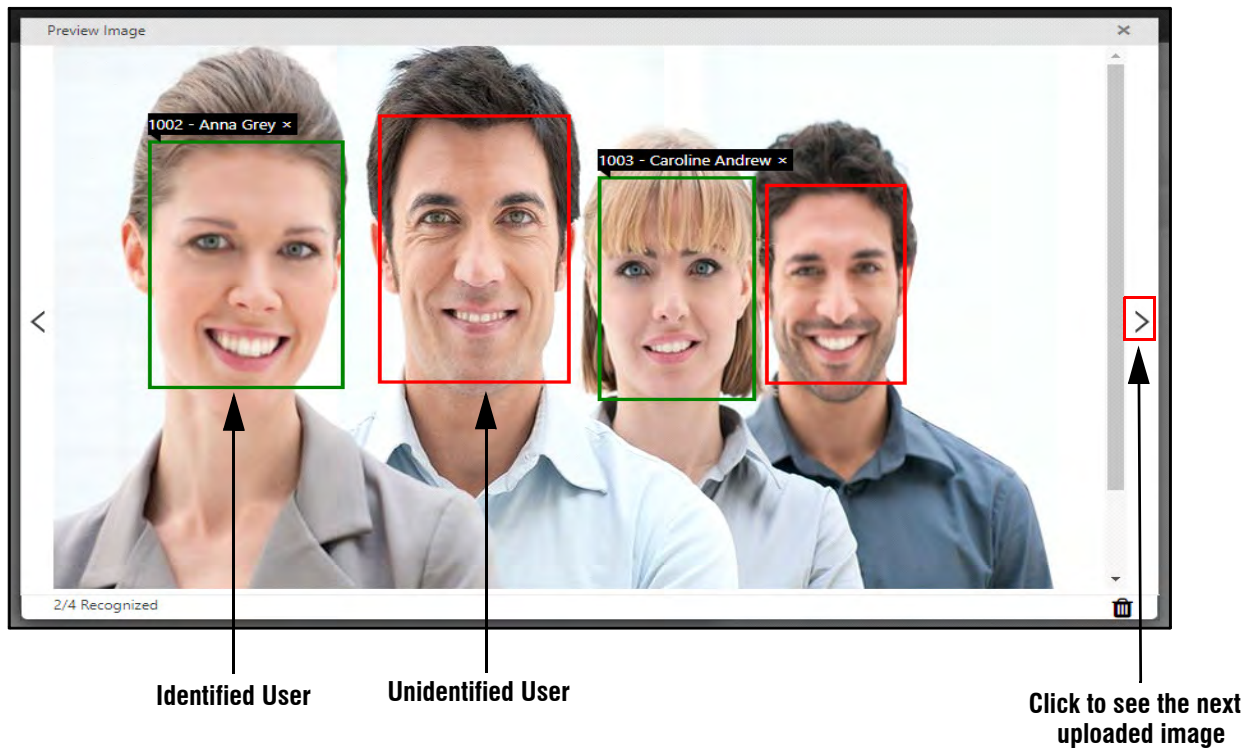 Preview Image ×
1002 - Anna Grey ×
1003 - Caroline Andrew ×
2/4 Recognized
Identified User
Unidentified User
Click to see the next
uploaded image